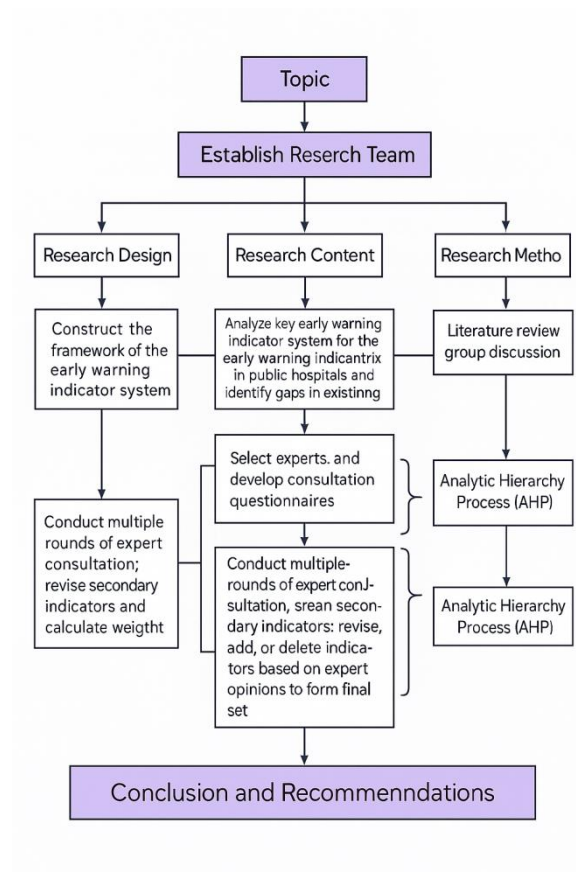 Topic
Establish Reserch Team
Research Design
Research Content
Research Metho
Construct the
framework of the
early warning
indicator system
Analyze key early warning
indicator system for the
early warning indicantrix
in public hospitals and
identify gaps in existinng
Literature review
group discussion
Select experts. and
develop consultation
questionnaires
Analytic Hierarchy
Process (AHP)
Conduct multiple
rounds of expert
consultation;
revise secondary
indicators and
calculate weigtht
Conduct multiple-
rounds of expert conJ-
sultation, srean secon-
dary indicators: revise,
add, or delete indica-
tors based on expert
opinions to form final
set
Analytic Hierarchy
Process (AHP)
Conclusion and Recommenndations